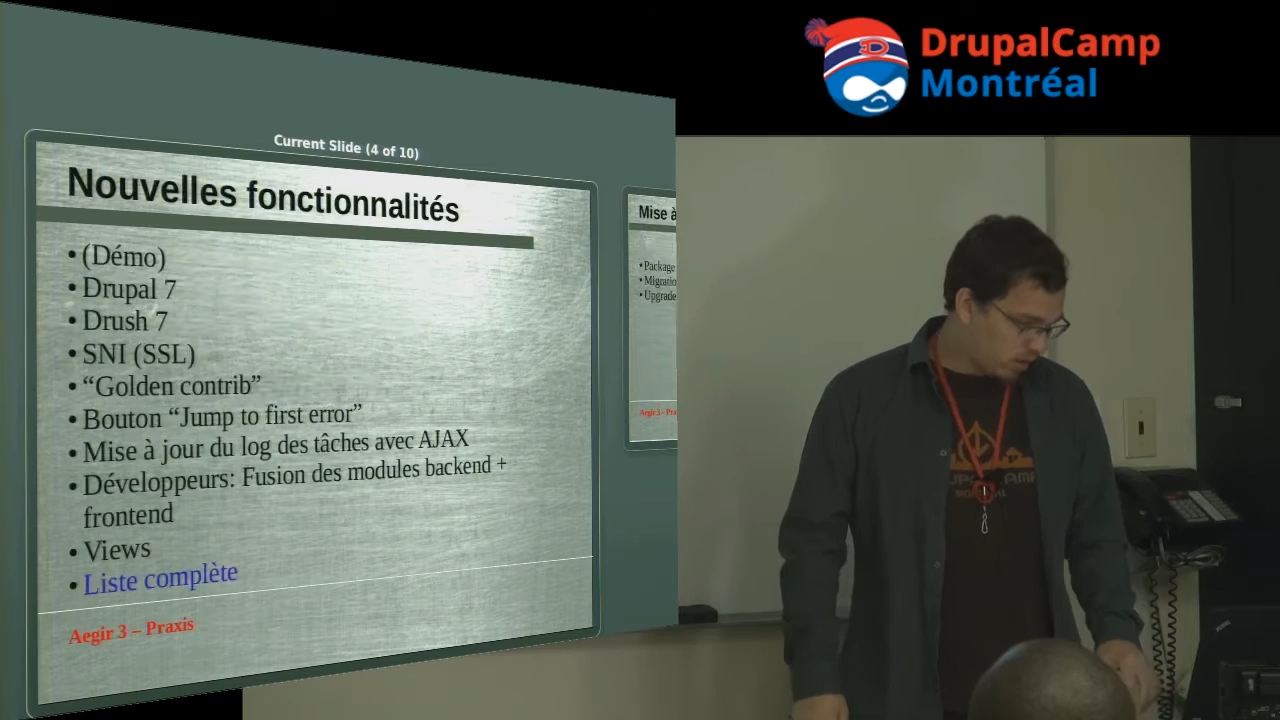 DrupalCamp
Montréal
Current Slide (4 of 10)
Nouvelles fonctionnalités
• (Démo)
• Drupal 7
• Drush 7
• SNI (SSL)
• “Golden contrib”
• Bouton “Jump to first error”
• Mise à jour du log des tâches avec AJAX
• Développeurs: Fusion des modules backend +
frontend
• Views
• Liste complète
Aegir 3 – Praxis
Mise à
• Package
Aegir 3